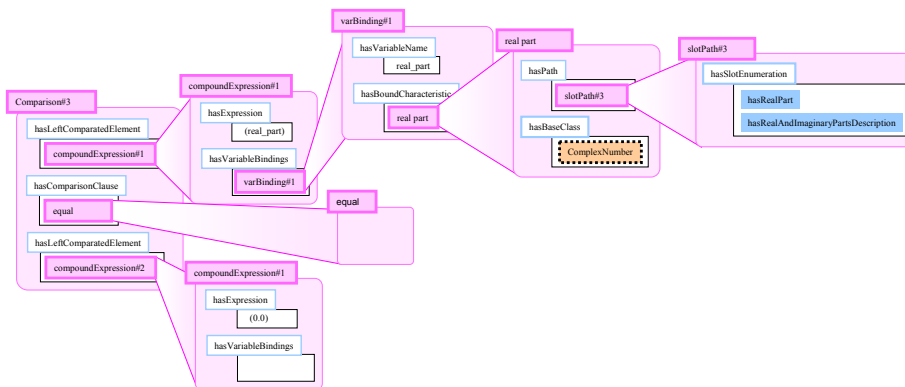 Comparison#3
hasLeftComparatedElement
compoundExpression#1
hasComparisonClause
equal
hasLeftComparatedElement
compoundExpression#2
compoundExpression#1
hasExpression
(real_part)
hasVariableBindings
varBinding#1
varBinding#1
hasVariableName
real_part
hasBoundCharacteristic
real part
real part
hasPath
slotPath#3
hasBaseClass
ComplexNumber
slotPath#3
hasSlotEnumeration
hasRealPart
hasRealAndImaginaryPartsDescription
equal
compoundExpression#1
hasExpression
(0.0)
hasVariableBindings